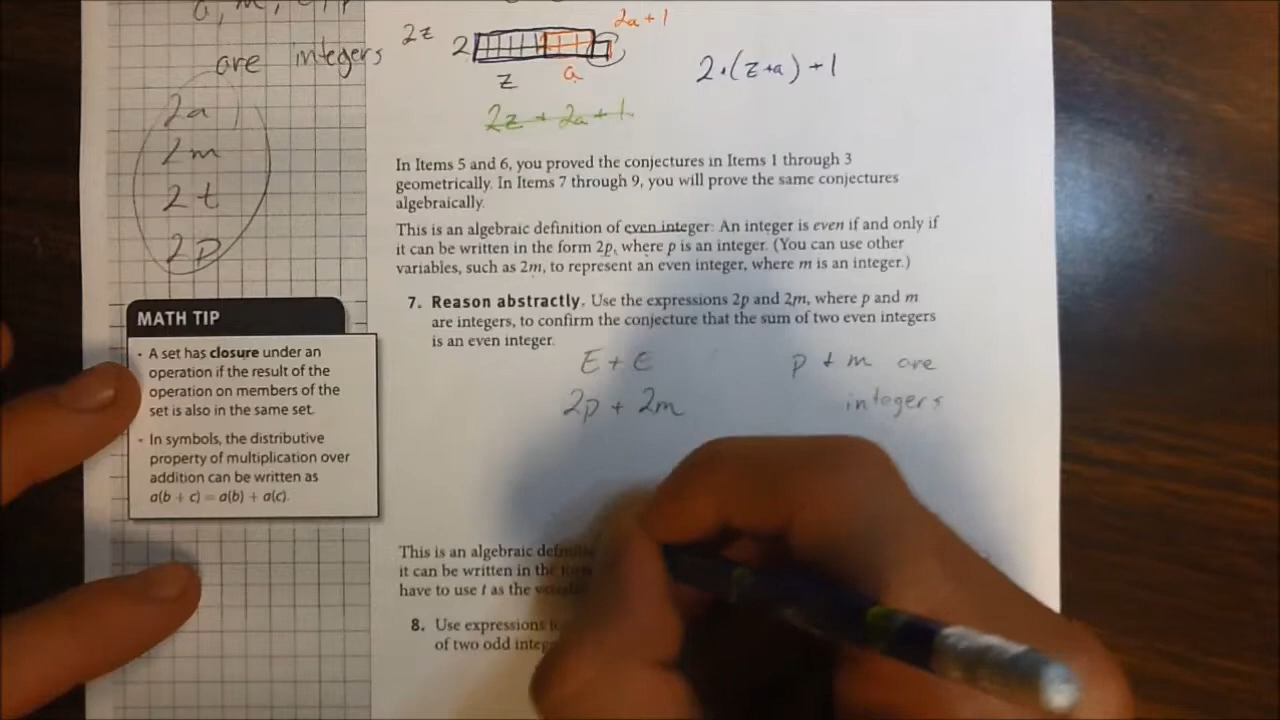 are integers
2a
2m
2t
2p
2z
2
z
a
2a+1
2z + 2a + 1
2·(z+a) + 1
In Items 5 and 6, you proved the conjectures in Items 1 through 3
geometrically. In Items 7 through 9, you will prove the same conjectures
algebraically.
This is an algebraic definition of even integer: An integer is even if and only if
it can be written in the form 2p, where p is an integer. (You can use other
variables, such as 2m, to represent an even integer, where m is an integer.)
7. Reason abstractly. Use the expressions 2p and 2m, where p and m
are integers, to confirm the conjecture that the sum of two even integers
is an even integer.
E + E
2p + 2m
p + m are
integers
MATH TIP
• A set has closure under an
operation if the result of the
operation on members of the
set is also in the same set.
• In symbols, the distributive
property of multiplication over
addition can be written as
a(b + c) = a(b) + a(c).
This is an algebraic
it can be written in the
have to use t as the
8. Use expressions
of two odd